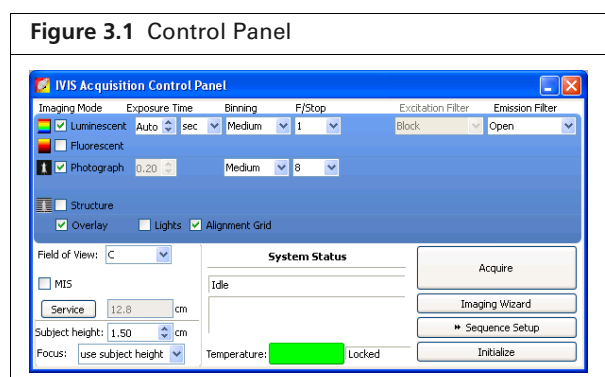 Figure 3.1 Control Panel
IVIS Acquisition Control Panel
Imaging Mode Exposure Time Binning F/Stop Excitation Filter Emission Filter
Luminescent Auto sec Medium 1 Block Open
Fluorescent
Photograph 0.20 Medium 8
Structure
Overlay Lights Alignment Grid
Field of View: C System Status Acquire
MIS Idle
Service 12.8 cm Imaging Wizard
Subject height: 1.50 cm Sequence Setup
Focus: use subject height Temperature: Locked Initialize